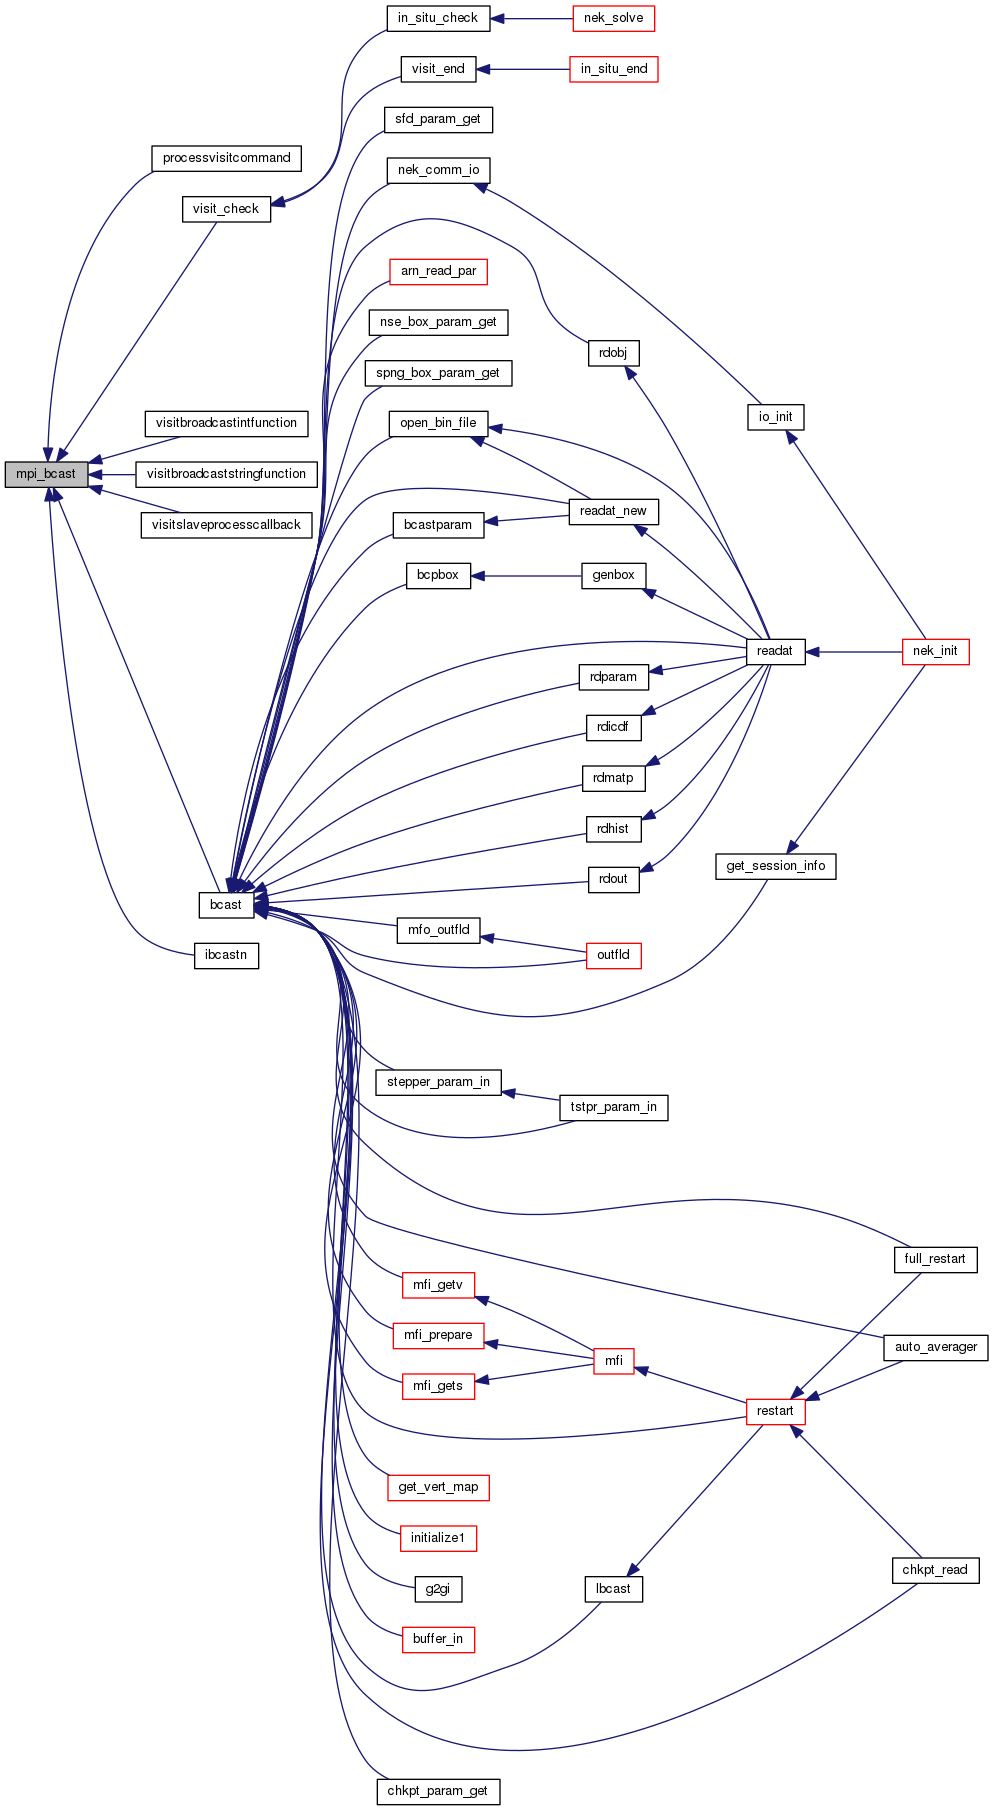 in_situ_check
nek_solve
visit_end
in_situ_end
sfd_param_get
processvisitcommand
nek_comm_io
visit_check
arn_read_par
nse_box_param_get
rdobj
spng_box_param_get
io_init
visitbroadcastintfunction
open_bin_file
mpi_bcast
visitbroadcaststringfunction
readat_new
visitslaveprocesscallback
bcastparam
bcpbox
genbox
readat
nek_init
rdparam
rdicdf
rdmatp
rdhist
get_session_info
rdout
bcast
mfo_outfld
ibcastn
outfld
stepper_param_in
tstpr_param_in
full_restart
mfi_getv
mfi_prepare
auto_averager
mfi
mfi_gets
restart
get_vert_map
initialize1
chkpt_read
g2gi
lbcast
buffer_in
chkpt_param_get